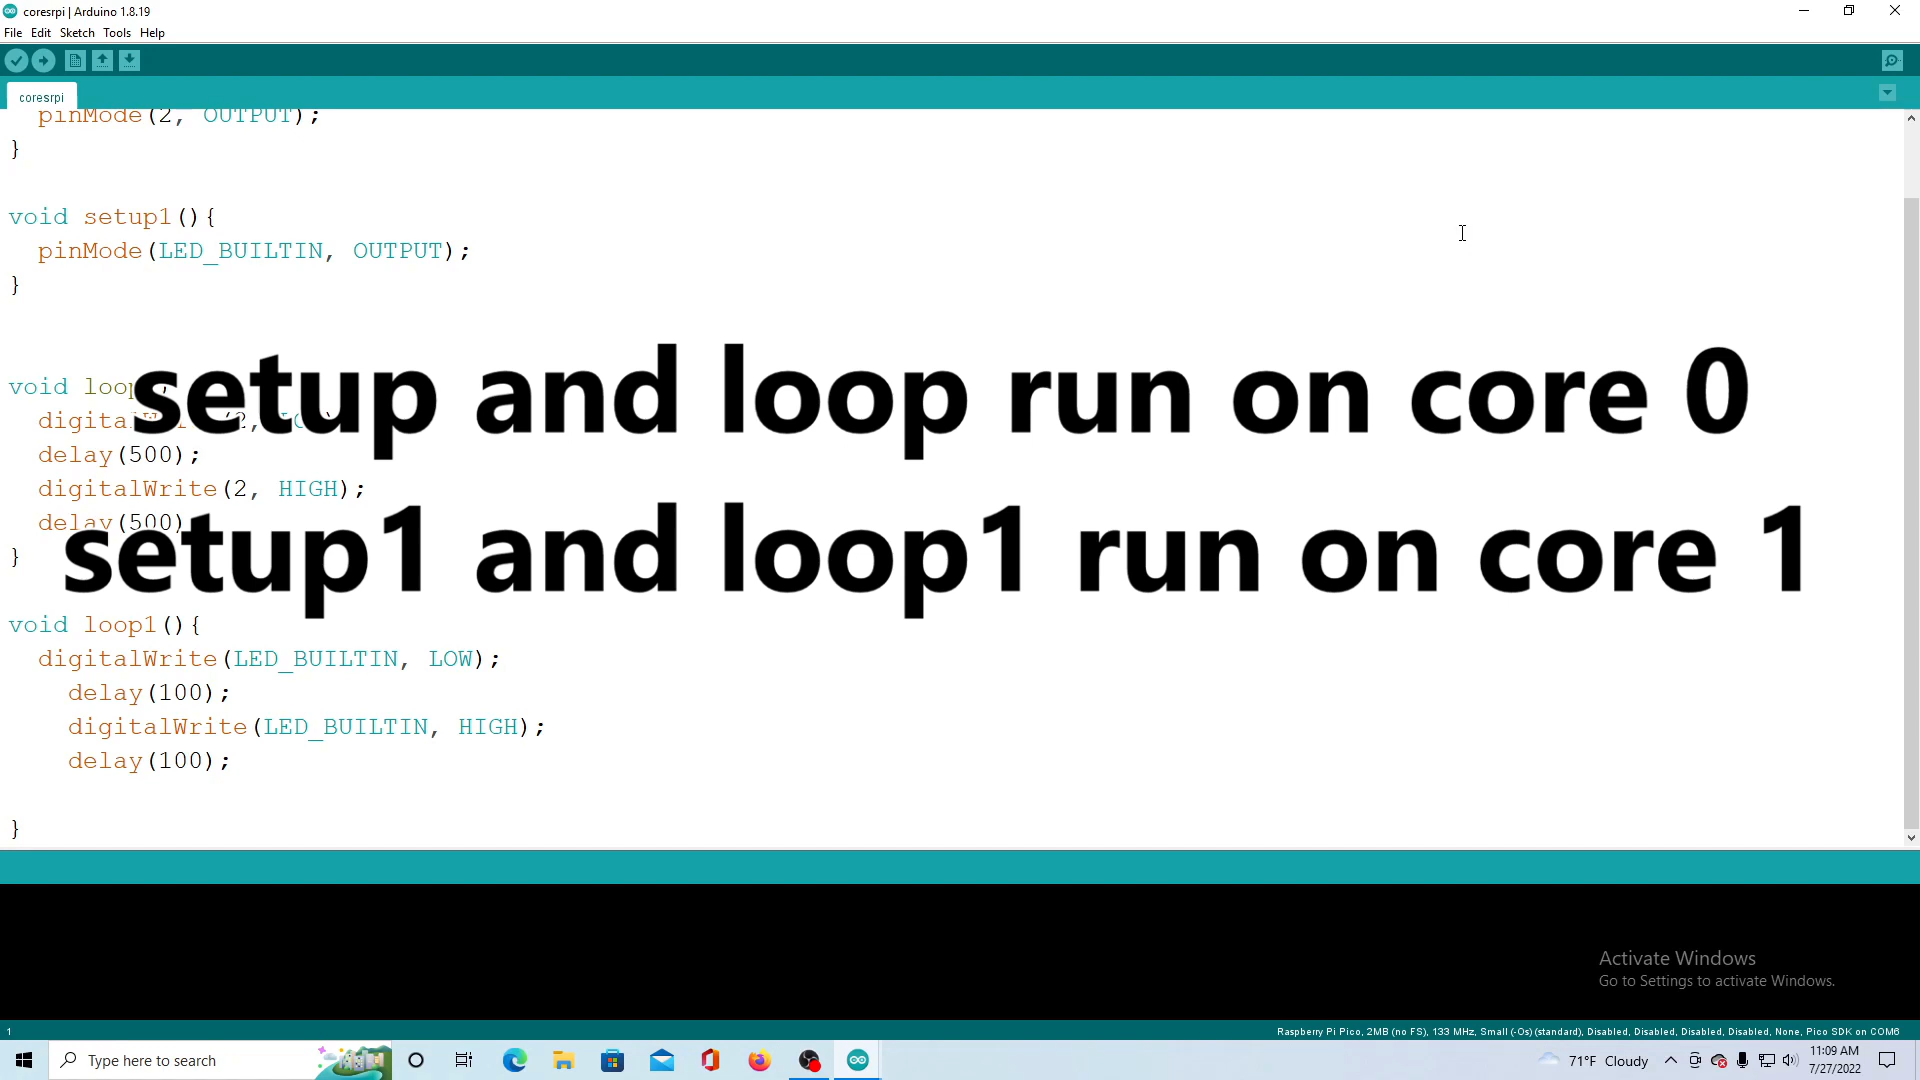 coresrpi | Arduino 1.8.19
File Edit Sketch Tools Help
coresrpi
pinMode(2, OUTPUT);
}
void setup1(){
pinMode(LED_BUILTIN, OUTPUT);
}
setup and loop run on core 0
void loop
digita
delay(500);
digitalWrite(2, HIGH);
delay(500)
setup1 and loop1 run on core 1
}
void loop1(){
digitalWrite(LED_BUILTIN, LOW);
delay(100);
digitalWrite(LED_BUILTIN, HIGH);
delay(100);
}
Activate Windows
Go to Settings to activate Windows.
1
Raspberry Pi Pico, 2MB (no FS), 133 MHz, Small (-Os) (standard), Disabled, Disabled, Disabled, Disabled, None, Pico SDK on COM6
Type here to search
71°F Cloudy
11:09 AM
7/27/2022